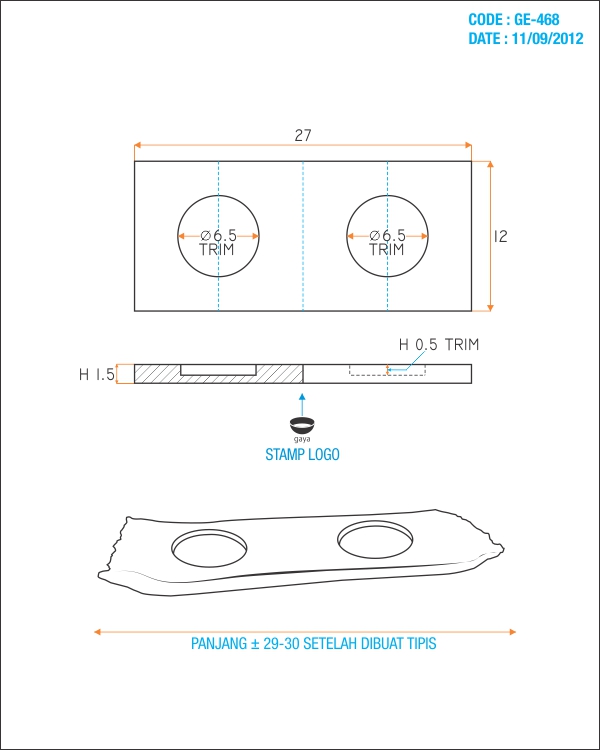 CODE : GE-468
DATE : 11/09/2012
27
Ø6.5
TRIM
Ø6.5
TRIM
12
H 0.5 TRIM
H 1.5
gaya
STAMP LOGO
PANJANG ± 29-30 SETELAH DIBUAT TIPIS